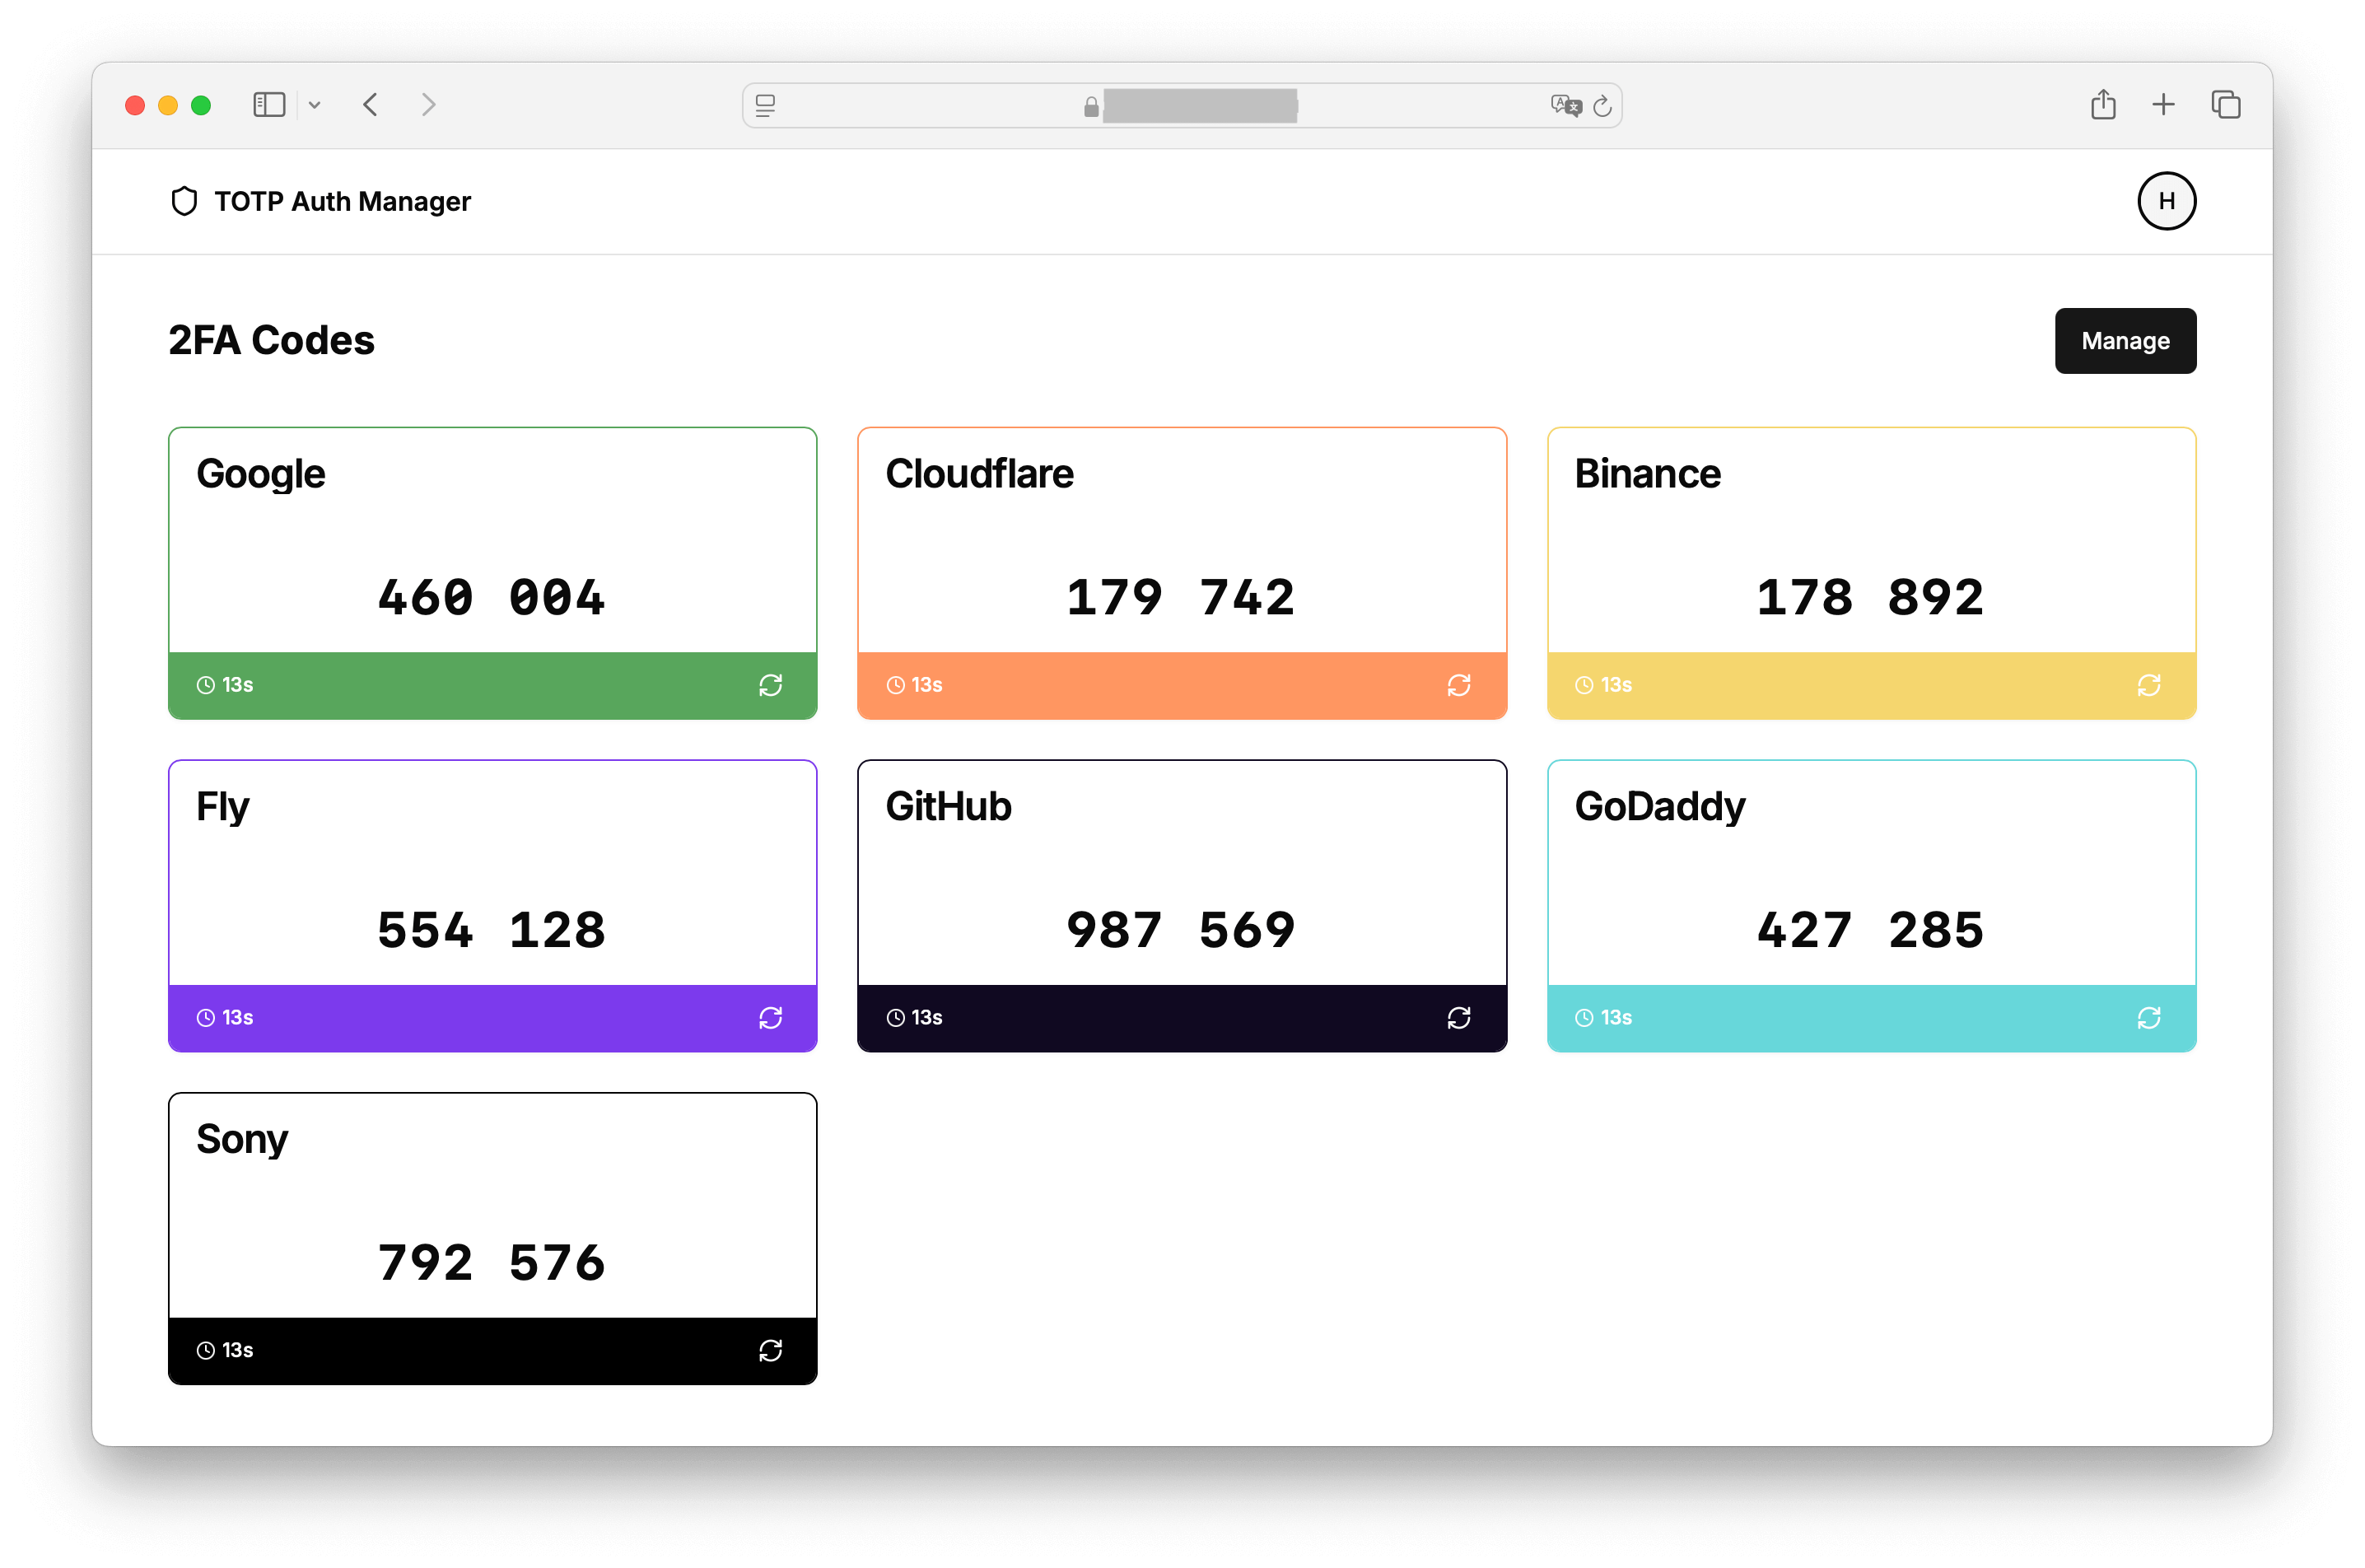 TOTP Auth Manager
H
2FA Codes
Manage
Google
460 004
13s
Cloudflare
179 742
13s
Binance
178 892
13s
Fly
554 128
13s
GitHub
987 569
13s
GoDaddy
427 285
13s
Sony
792 576
13s